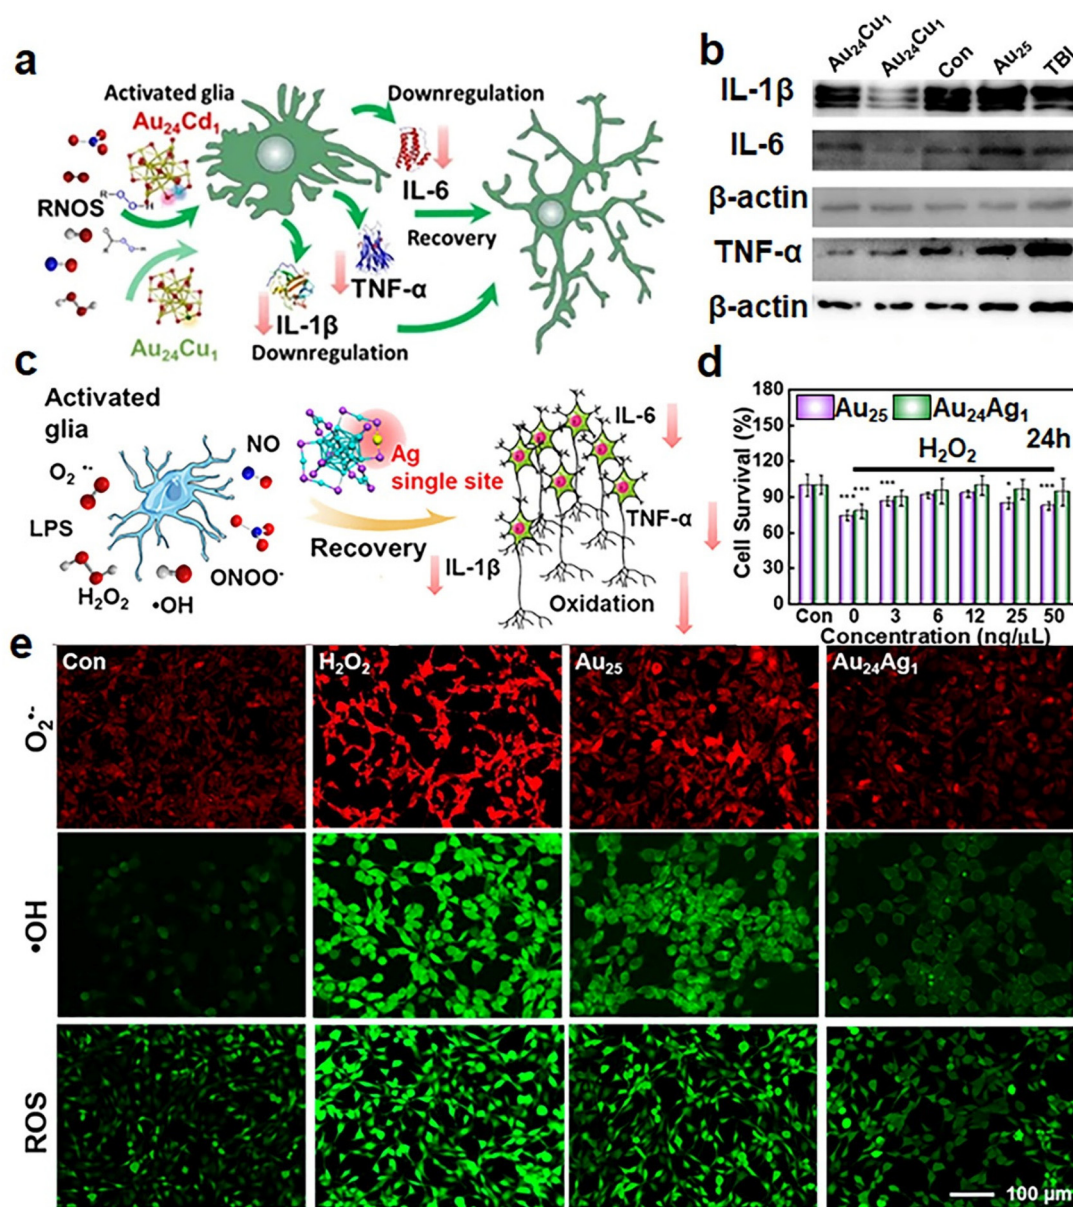 a
Activated glia
Au₂₄Cd₁
Downregulation
RNOS
R
O
O
H
IL-6
Recovery
TNF-α
IL-1β
Downregulation
Au₂₄Cu₁
b
Au₂₄Cu₁ Au₂₄Cu₁ Con Au₂₅ TBI
IL-1β
IL-6
β-actin
TNF-α
β-actin
c
Activated
glia
O₂•-
NO
LPS
ONOO⁻
H₂O₂
•OH
Ag
single site
Recovery
IL-1β
IL-6
TNF-α
Oxidation
d
Cell Survival (%)
180
150
120
90
60
30
0
Au₂₅ Au₂₄Ag₁
H₂O₂ 24h
*** *** *** * ***
Con 0 3 6 12 25 50
Concentration (ng/μL)
e
Con H₂O₂ Au₂₅ Au₂₄Ag₁
O₂•-
•OH
ROS
100 μm